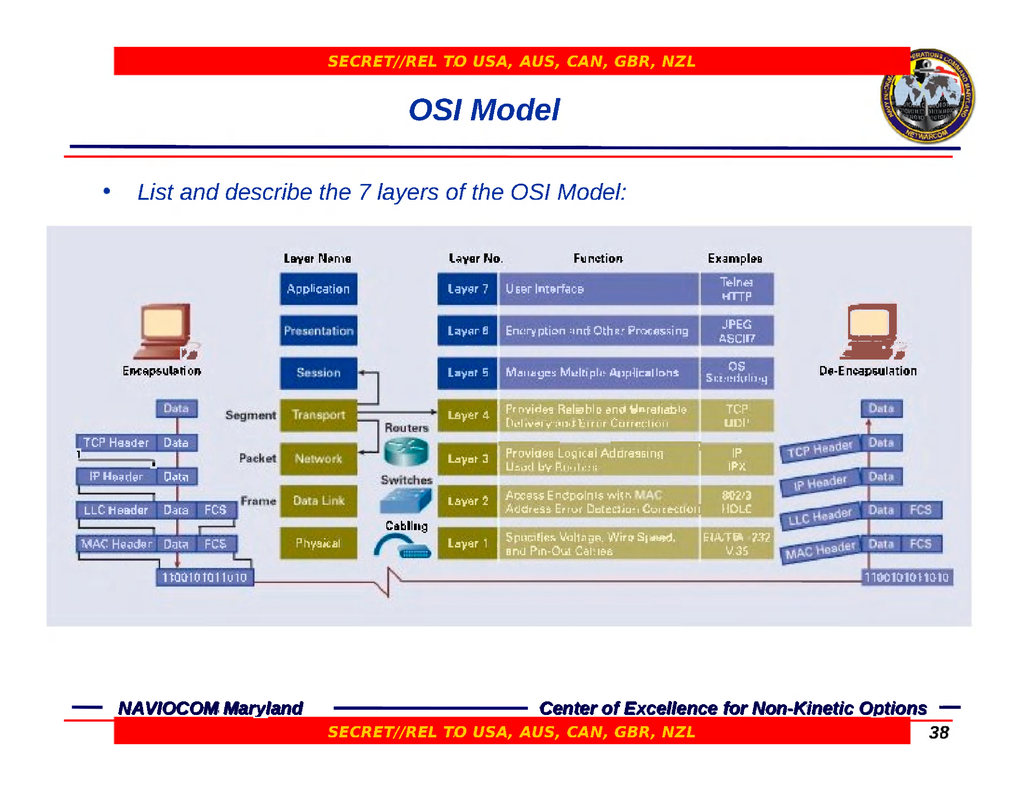 SECRET//REL TO USA, AUS, CAN, GBR, NZL
OSI Model
NETWARCOM
• List and describe the 7 layers of the OSI Model:
Layer Name Layer No. Function Examples
Application Layer 7 User Interface Telnet
HTTP
Presentation Layer 6 Encryption and Other Processing JPEG
ASCII7
Session Layer 5 Manages Multiple Applications OS
Scheduling
Encapsulation
De-Encapsulation
Segment Transport Layer 4 Provides Reliable and Unreliable
Delivery and Error Correction
TCP
UDP
Routers
Packet Network Layer 3 Provides Logical Addressing
Used by Routers
IP
IPX
Switches
Frame Data Link Layer 2 Access Endpoints with MAC
Address Error Detection Correction
802/3
HDLC
Cabling
Physical Layer 1 Specifies Voltage, Wire Speed,
and Pin-Out Cables
EIA/TIA -232
V.35
Data
TCP Header Data
IP Header Data
LLC Header Data FCS
MAC Header Data FCS
1100101011010
Data
TCP Header Data
IP Header Data
LLC Header Data FCS
MAC Header Data FCS
1100101011010
NAVIOCOM Maryland
Center of Excellence for Non-Kinetic Options
SECRET//REL TO USA, AUS, CAN, GBR, NZL
38